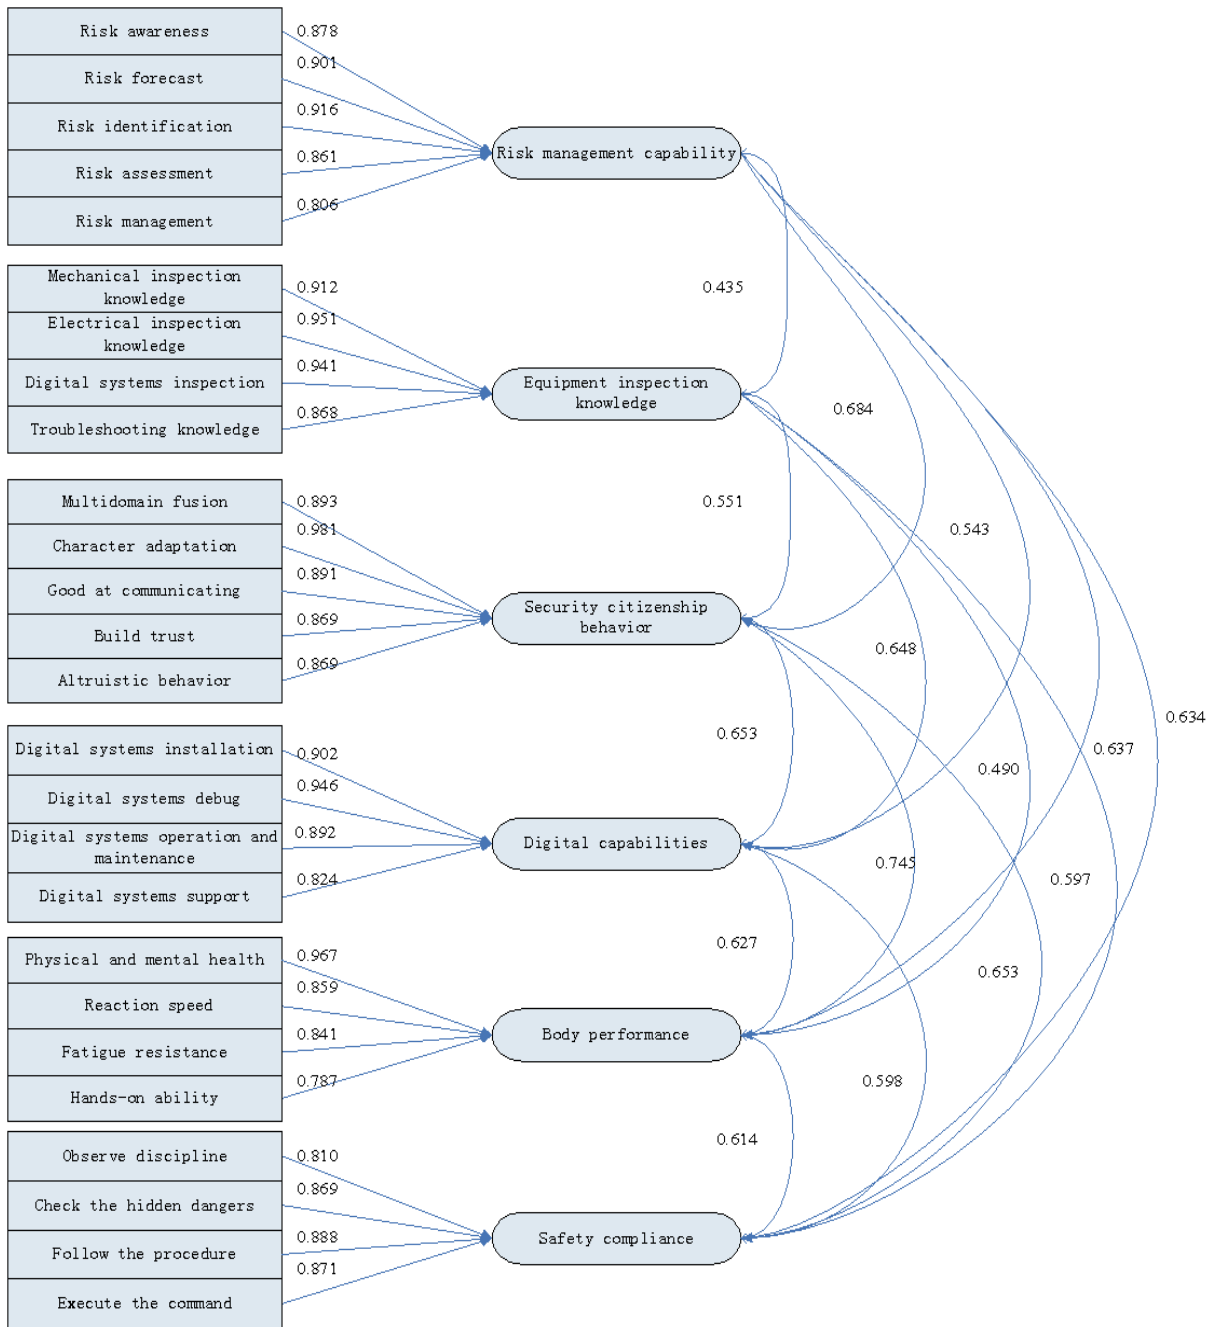 Risk awareness
0.878
Risk forecast
0.901
Risk identification
0.916
Risk assessment
0.861
Risk management
0.806
Risk management capability
Mechanical inspection
knowledge
0.912
Electrical inspection
knowledge
0.951
Digital systems inspection
0.941
Troubleshooting knowledge
0.868
Equipment inspection
knowledge
0.435
0.684
Multidomain fusion
0.893
Character adaptation
0.981
Good at communicating
0.891
Build trust
0.869
Altruistic behavior
0.869
Security citizenship
behavior
0.551
0.543
0.648
Digital systems installation
0.902
Digital systems debug
0.946
Digital systems operation and
maintenance
0.892
Digital systems support
0.824
Digital capabilities
0.653
0.634
0.637
0.490
0.745
0.597
Physical and mental health
0.967
Reaction speed
0.859
Fatigue resistance
0.841
Hands-on ability
0.787
Body performance
0.627
0.653
0.598
Observe discipline
0.810
Check the hidden dangers
0.869
Follow the procedure
0.888
Execute the command
0.871
Safety compliance
0.614